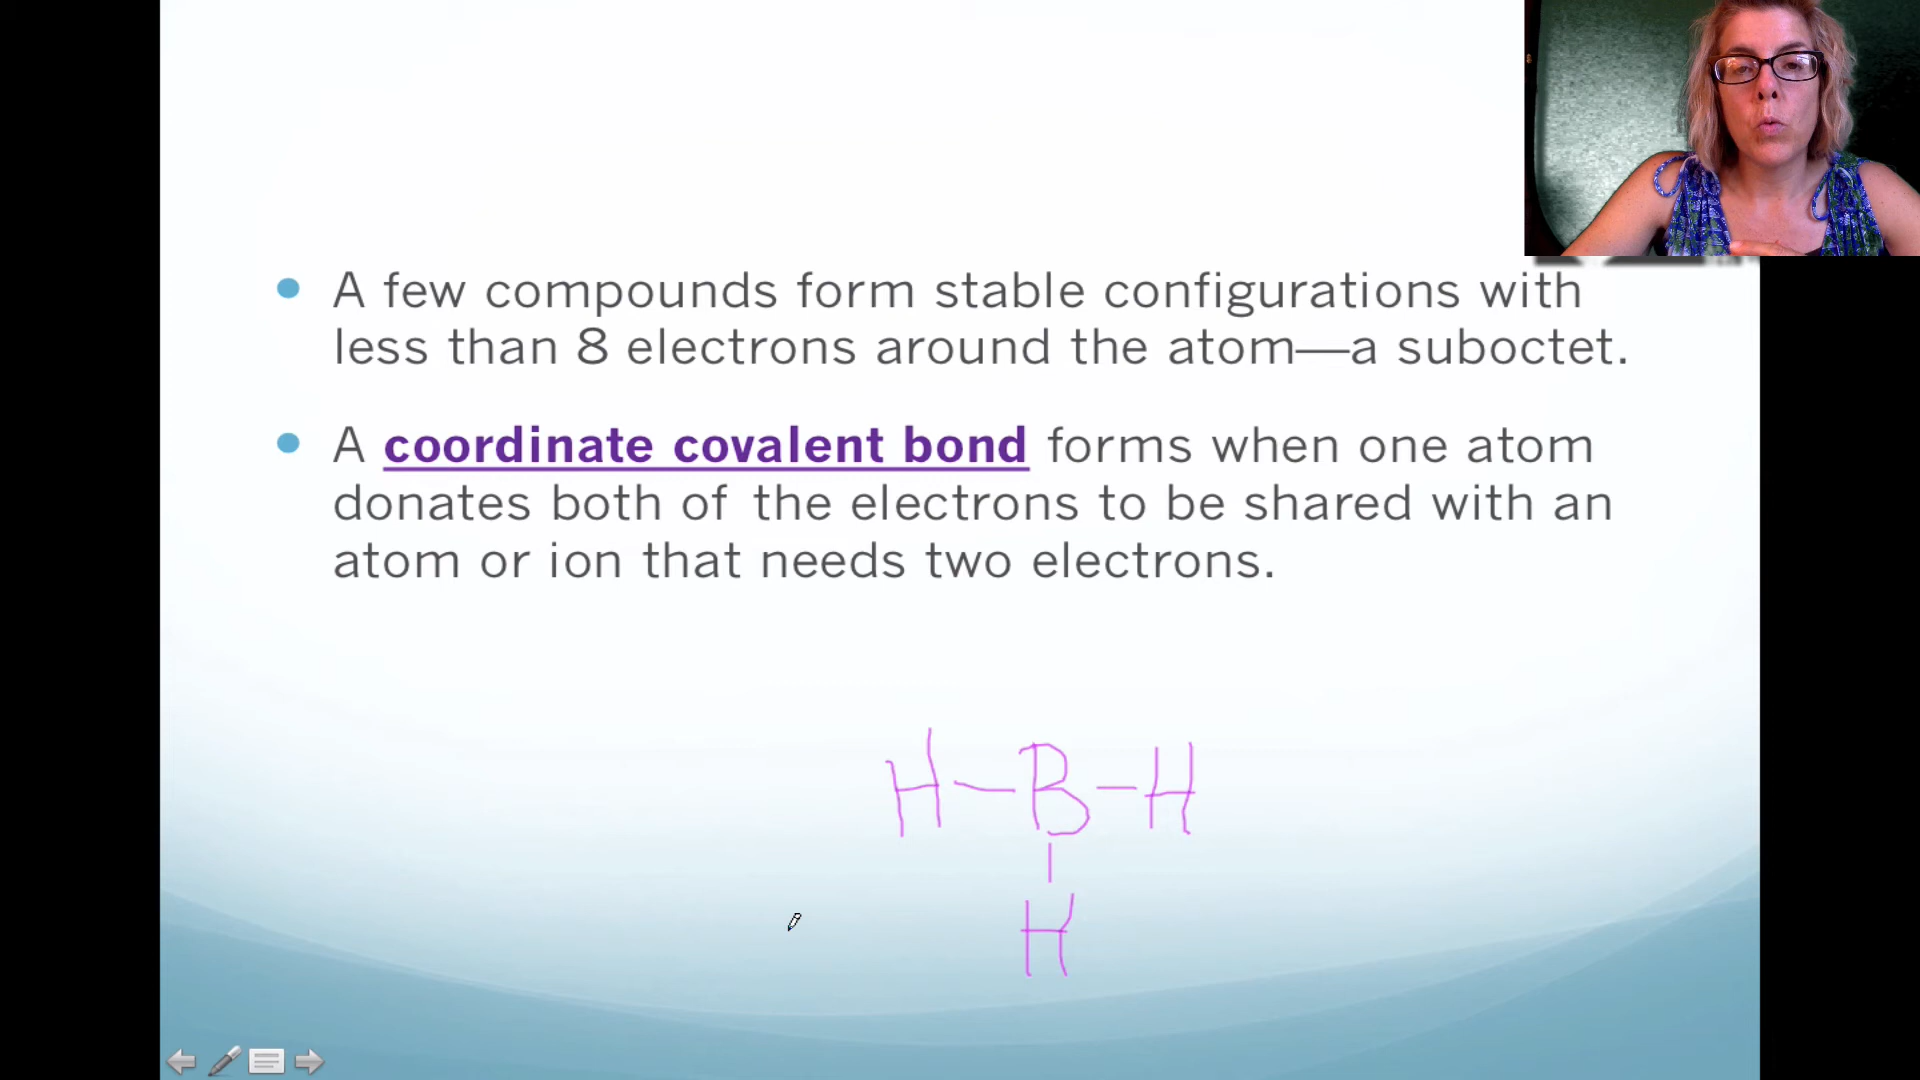 • A few compounds form stable configurations with
less than 8 electrons around the atom—a suboctet.
• A coordinate covalent bond forms when one atom
donates both of the electrons to be shared with an
atom or ion that needs two electrons.
H—B—H
|
H